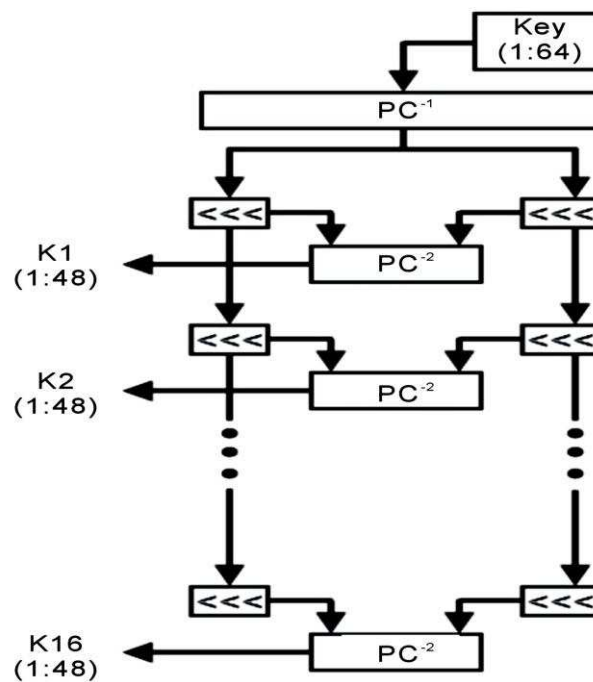 Key
(1:64)
PC⁻¹
<<<
<<<
K1
(1:48)
PC⁻²
<<<
<<<
K2
(1:48)
PC⁻²
<<<
<<<
K16
(1:48)
PC⁻²